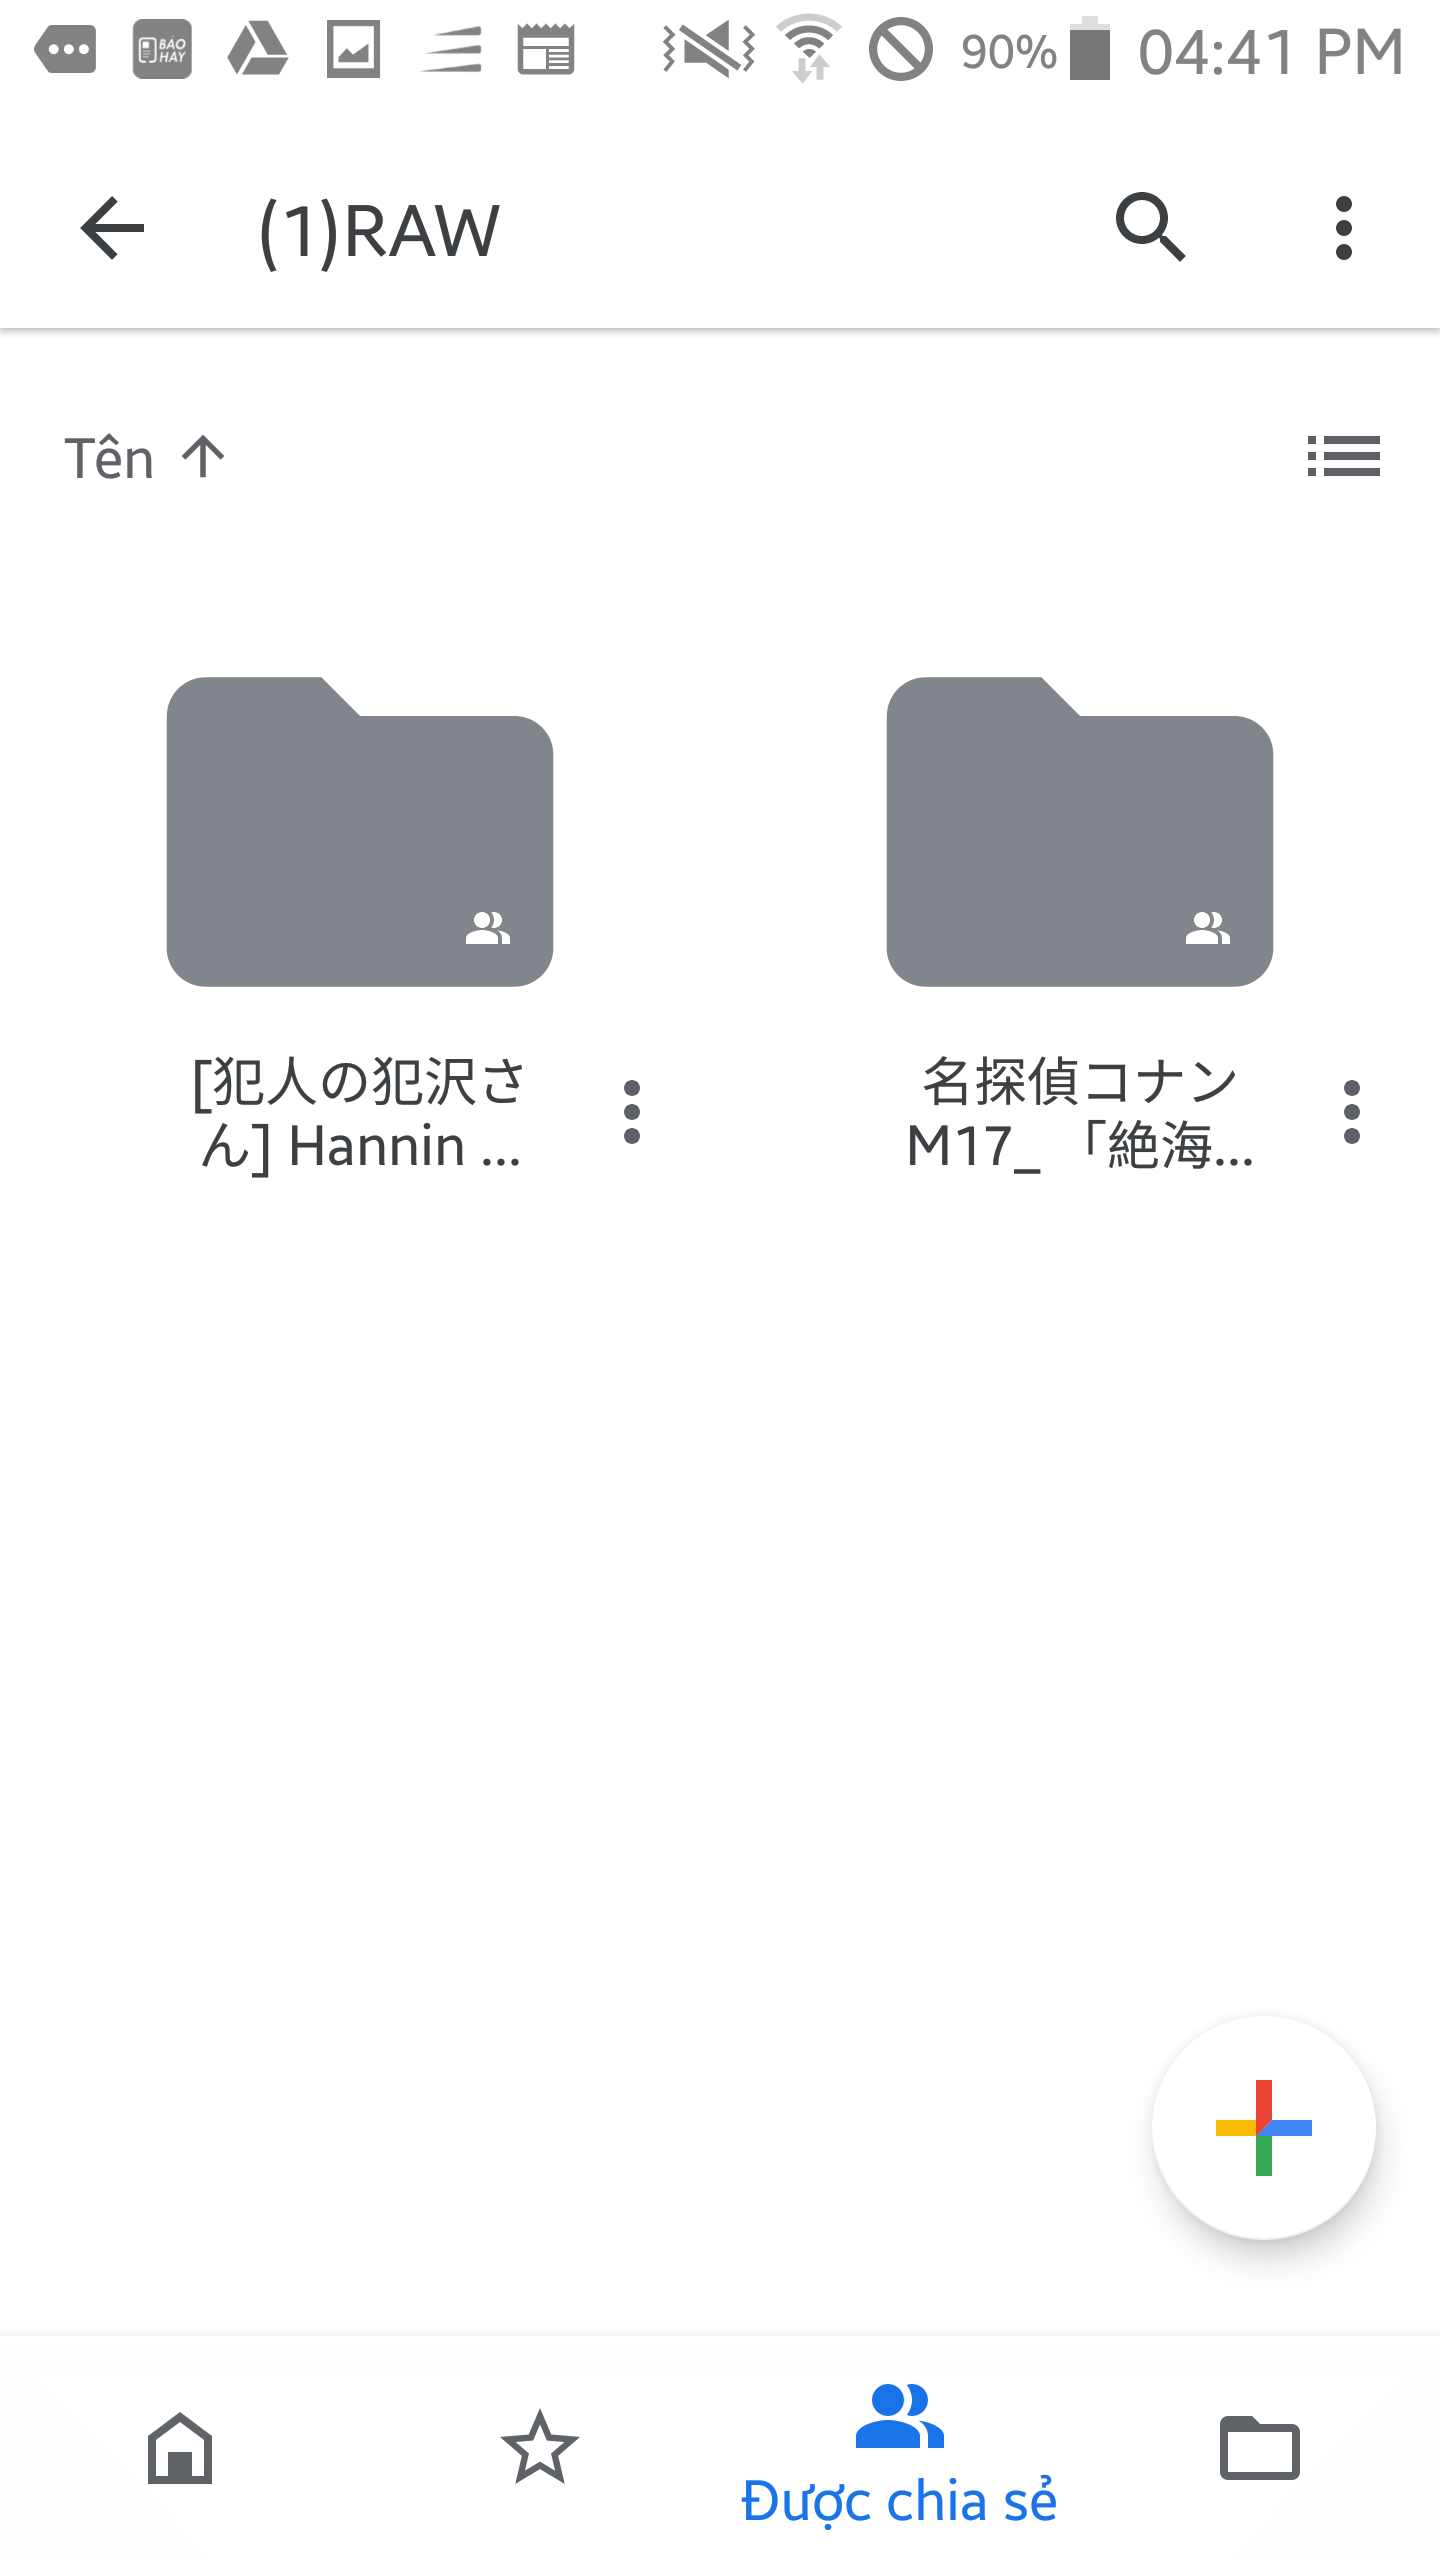 BÁO HAY
90% 04:41 PM
(1)RAW
Tên
[犯人の犯沢さ
ん] Hannin ...
名探偵コナン
M17_ 「絶海...
Được chia sẻ